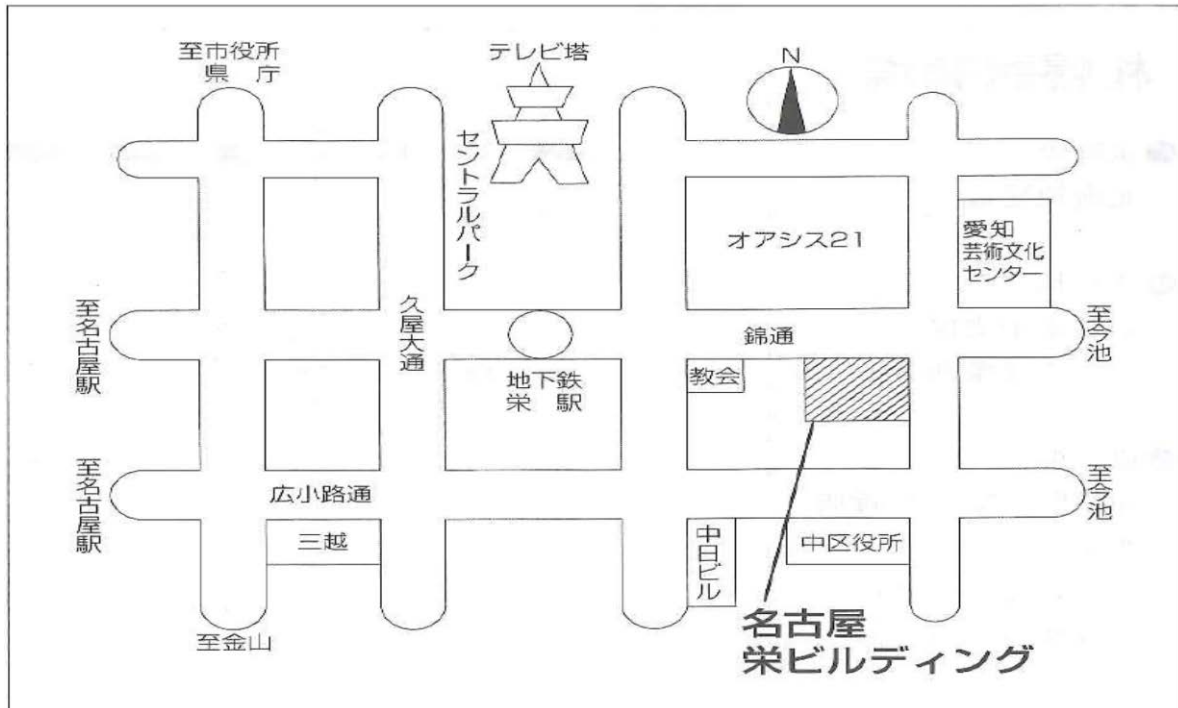 至市役所
県　庁
テレビ塔
N
セントラルパーク
オアシス21
愛知
芸術文化
センター
至名古屋駅
久屋大通
錦通
至今池
地下鉄
栄　駅
教会
至名古屋駅
広小路通
至今池
三越
中日ビル
中区役所
至金山
名古屋
栄ビルディング